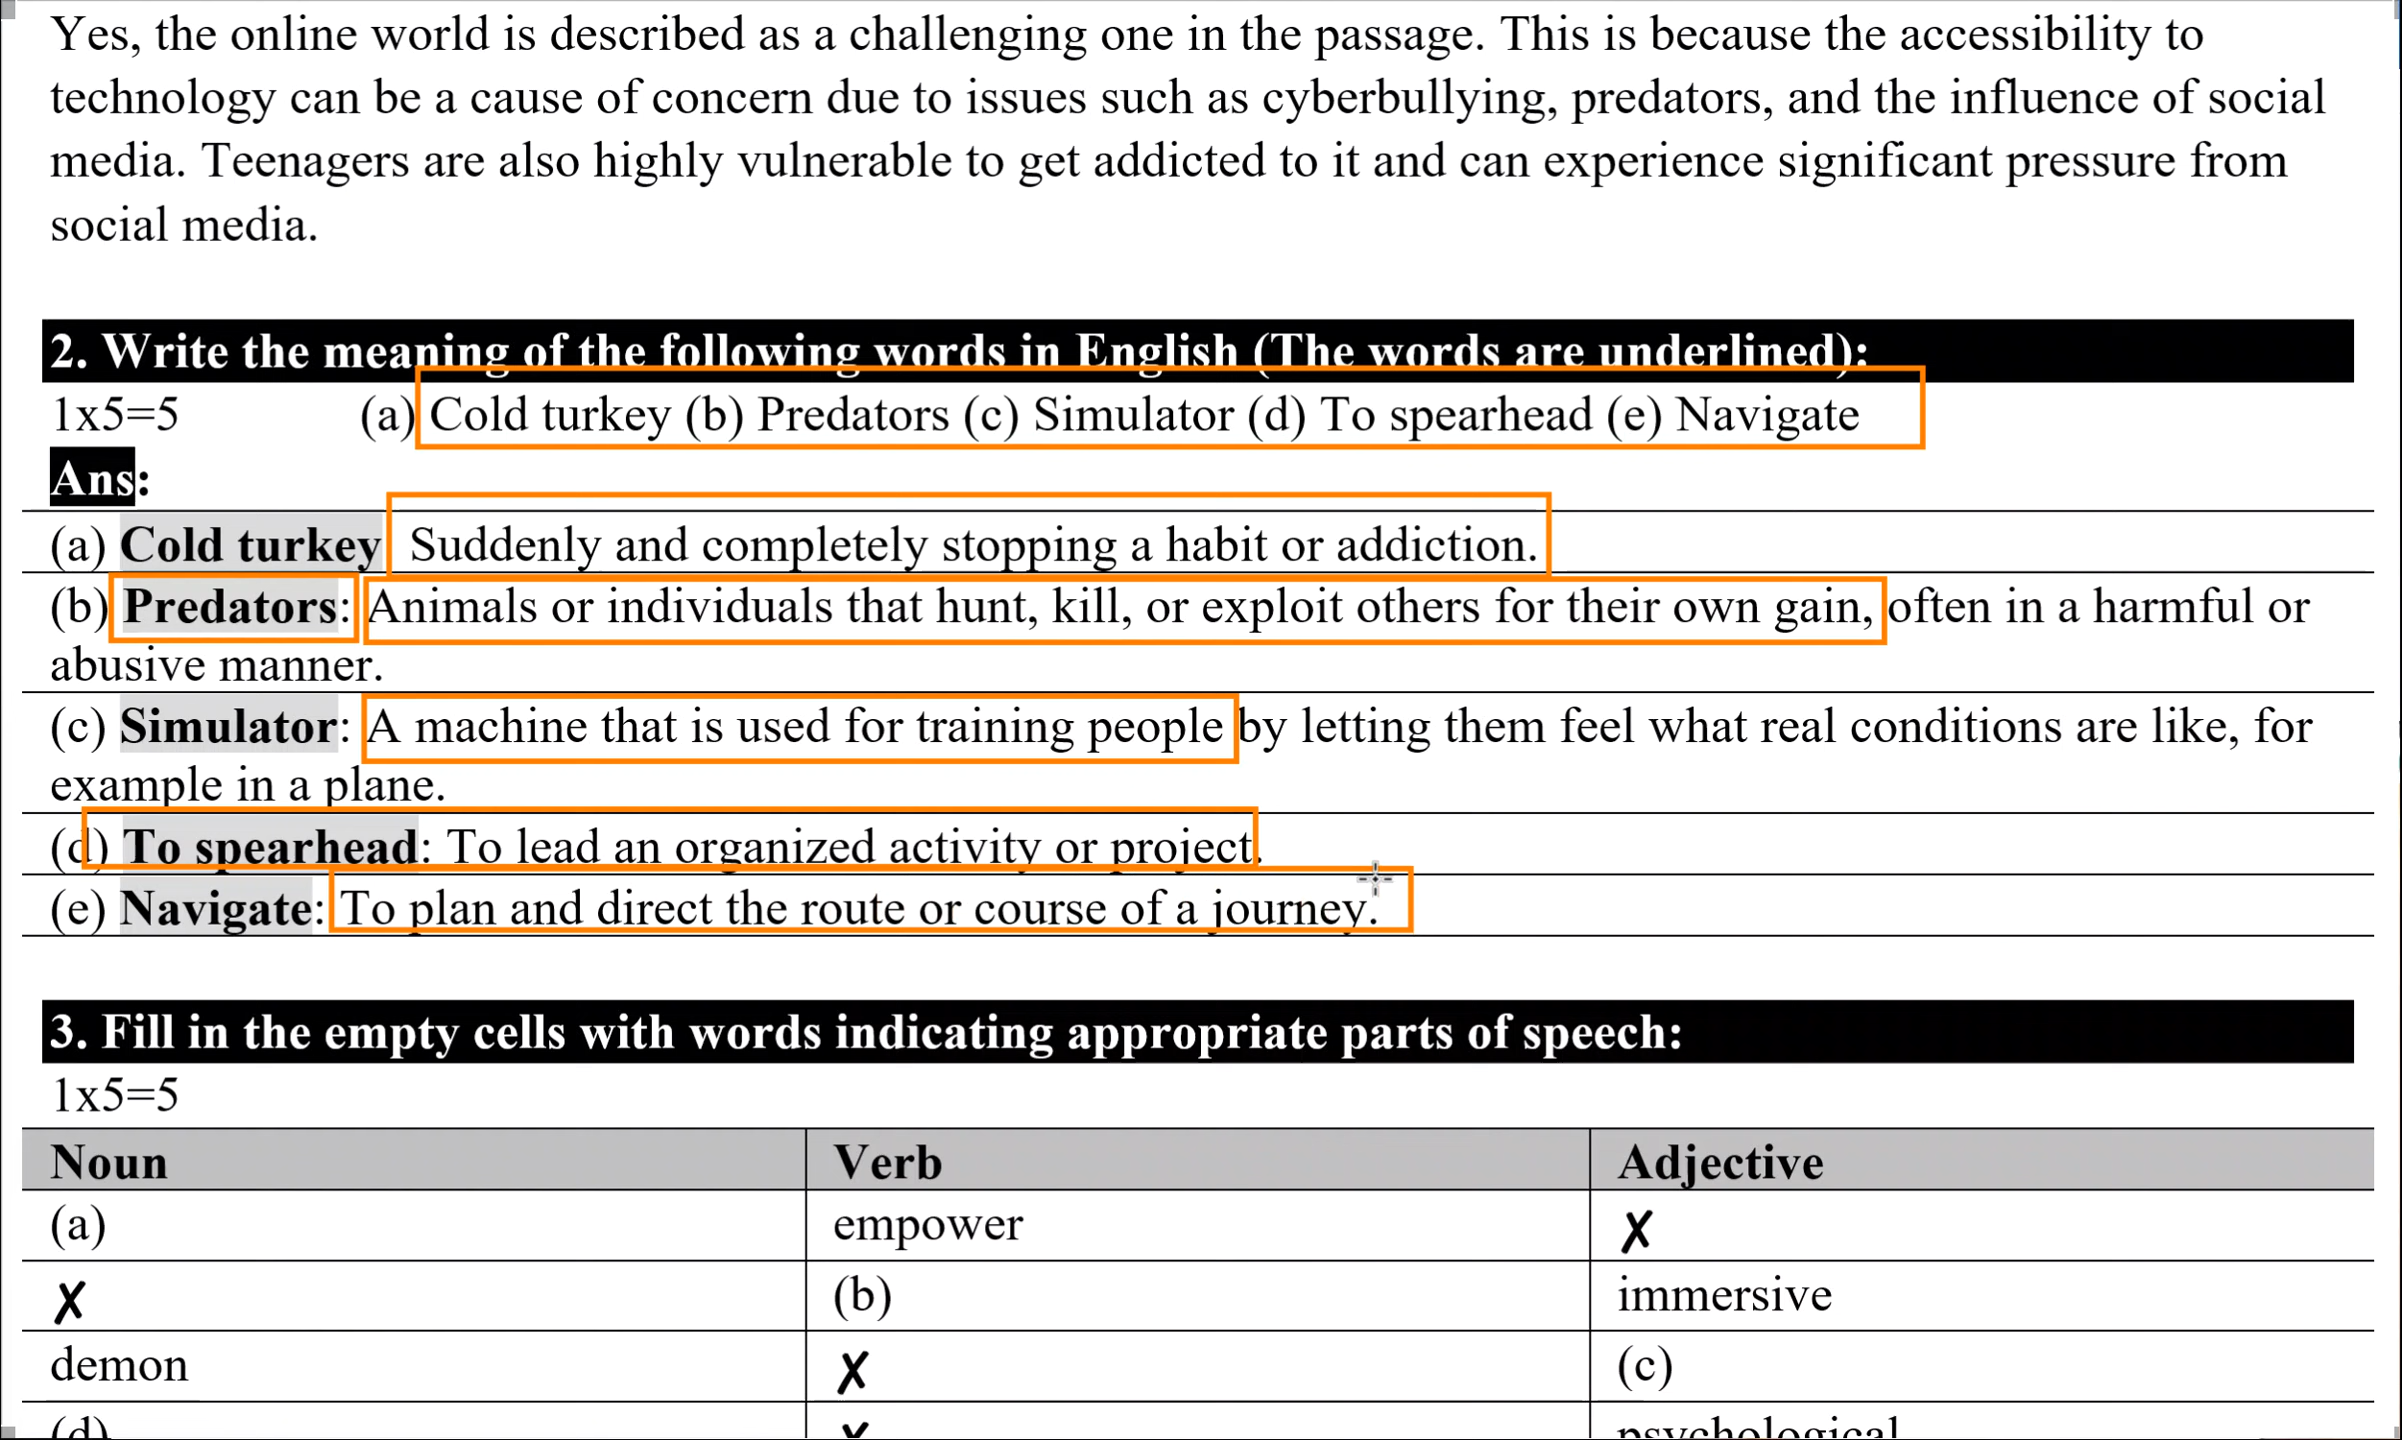 Yes, the online world is described as a challenging one in the passage. This is because the accessibility to
technology can be a cause of concern due to issues such as cyberbullying, predators, and the influence of social
media. Teenagers are also highly vulnerable to get addicted to it and can experience significant pressure from
social media.
2. Write the meaning of the following words in English (The words are underlined):
1x5=5 (a) Cold turkey (b) Predators (c) Simulator (d) To spearhead (e) Navigate
Ans:
(a) Cold turkey Suddenly and completely stopping a habit or addiction.
(b) Predators: Animals or individuals that hunt, kill, or exploit others for their own gain, often in a harmful or
abusive manner.
(c) Simulator: A machine that is used for training people by letting them feel what real conditions are like, for
example in a plane.
(d) To spearhead: To lead an organized activity or project.
(e) Navigate: To plan and direct the route or course of a journey.
3. Fill in the empty cells with words indicating appropriate parts of speech:
1x5=5
Noun Verb Adjective
(a) empower ✗
✗ (b) immersive
demon ✗ (c)
(d) ✗ psychological